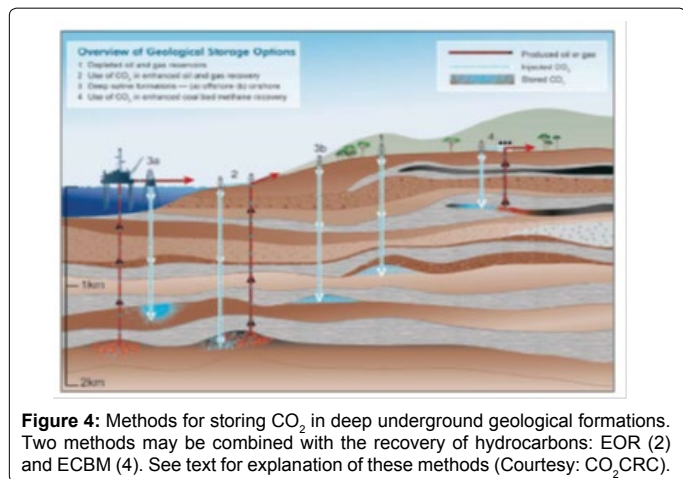 Overview of Geological Storage Options
1 Depleted oil and gas reservoirs
2 Use of CO₂ in enhanced oil and gas recovery
3 Deep saline formations — (a) offshore (b) onshore
4 Use of CO₂ in enhanced coal bed methane recovery
Produced oil or gas
Injected CO₂
Stored CO₂
3a
2
3b
1
4
1km
2km
Figure 4: Methods for storing CO₂ in deep underground geological formations.
Two methods may be combined with the recovery of hydrocarbons: EOR (2)
and ECBM (4). See text for explanation of these methods (Courtesy: CO₂CRC).